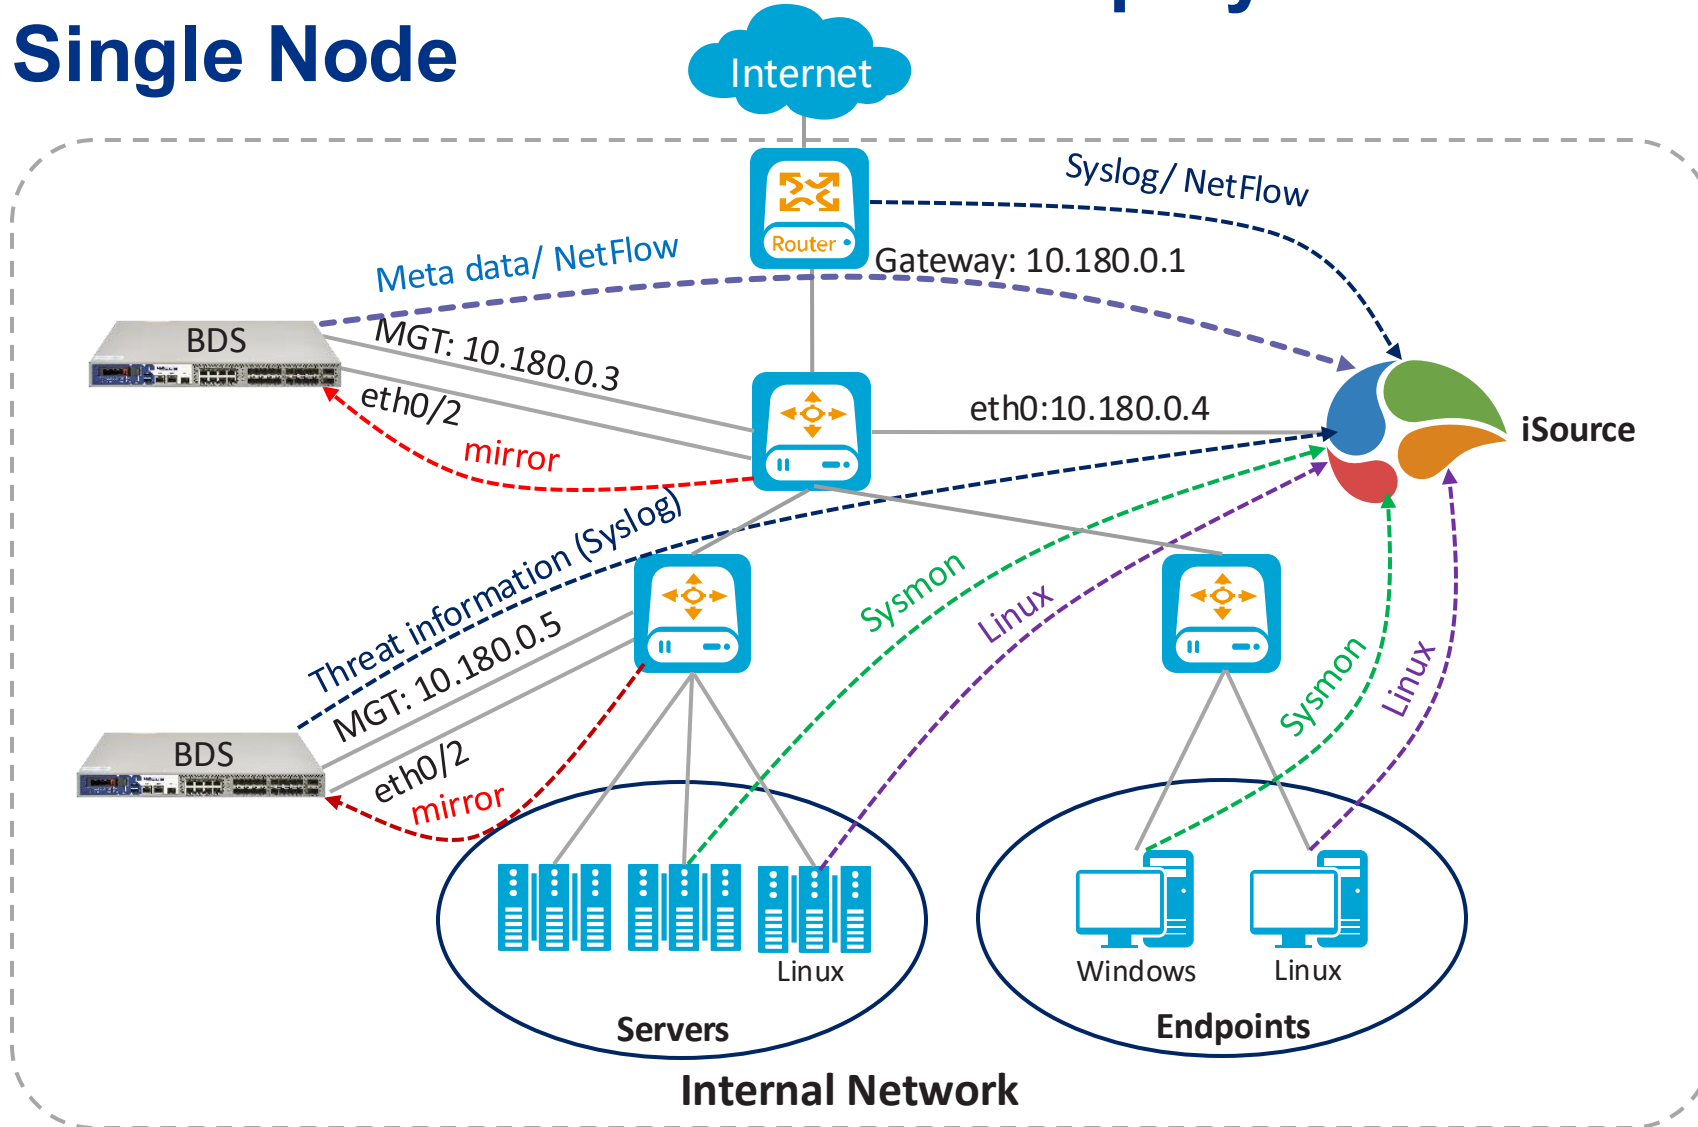 Single Node
Internet
Router
Syslog/ NetFlow
Gateway: 10.180.0.1
Meta data/ NetFlow
BDS
MGT: 10.180.0.3
eth0/2
mirror
eth0:10.180.0.4
iSource
Threat information (Syslog)
MGT: 10.180.0.5
BDS
eth0/2
mirror
Sysmon
Linux
Sysmon
Linux
Linux
Windows
Linux
Servers
Endpoints
Internal Network